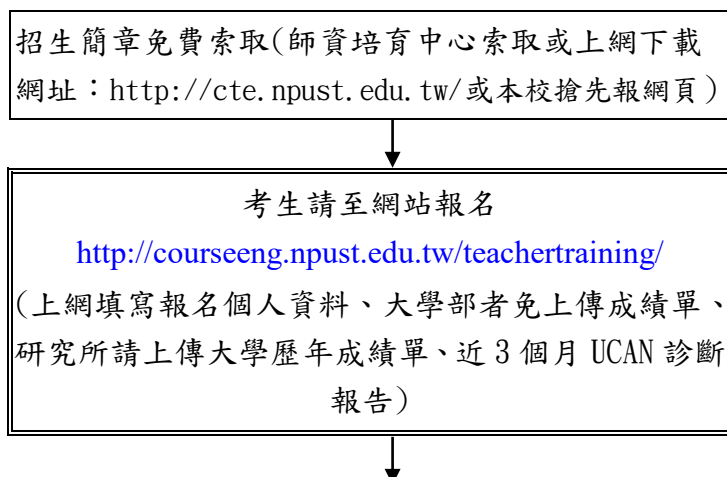 招生簡章免費索取(師資培育中心索取或上網下載
網址：http://cte.npust.edu.tw/或本校搶先報網頁)
考生請至網站報名
http://courseeng.npust.edu.tw/teachertraining/
(上網填寫報名個人資料、大學部者免上傳成績單、
研究所請上傳大學歷年成績單、近 3 個月 UCAN 診斷
報告)